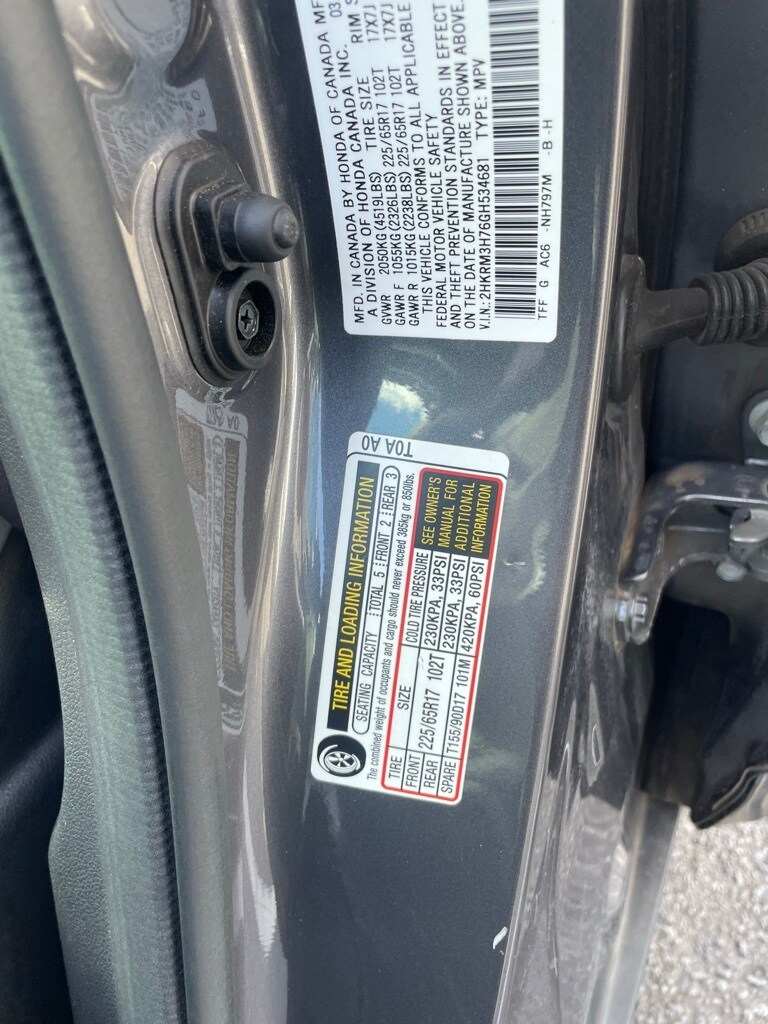 MFD. IN CANADA BY HONDA OF CANADA MF
A DIVISION OF HONDA CANADA INC. 03
TIRE SIZE RIM S
GVWR 2050KG(4519LBS)
GAWR F 1055KG(2326LBS) 225/65R17 102T 17X7J
GAWR R 1015KG(2238LBS) 225/65R17 102T 17X7J
THIS VEHICLE CONFORMS TO ALL APPLICABLE
FEDERAL MOTOR VEHICLE SAFETY
AND THEFT PREVENTION STANDARDS IN EFFECT
ON THE DATE OF MANUFACTURE SHOWN ABOVE.
V.I.N.: 2HKRM3H76GH534681 TYPE: MPV
TFF G AC6 -NH797M -B -H
T0A A0
TIRE AND LOADING INFORMATION
SEATING CAPACITY TOTAL 5 FRONT 2 REAR 3
The combined weight of occupants and cargo should never exceed 385kg or 850lbs.
TIRE SIZE COLD TIRE PRESSURE
FRONT 225/65R17 102T 230KPA, 33PSI
REAR 230KPA, 33PSI
SPARE T155/90D17 101M 420KPA, 60PSI
SEE OWNER'S
MANUAL FOR
ADDITIONAL
INFORMATION